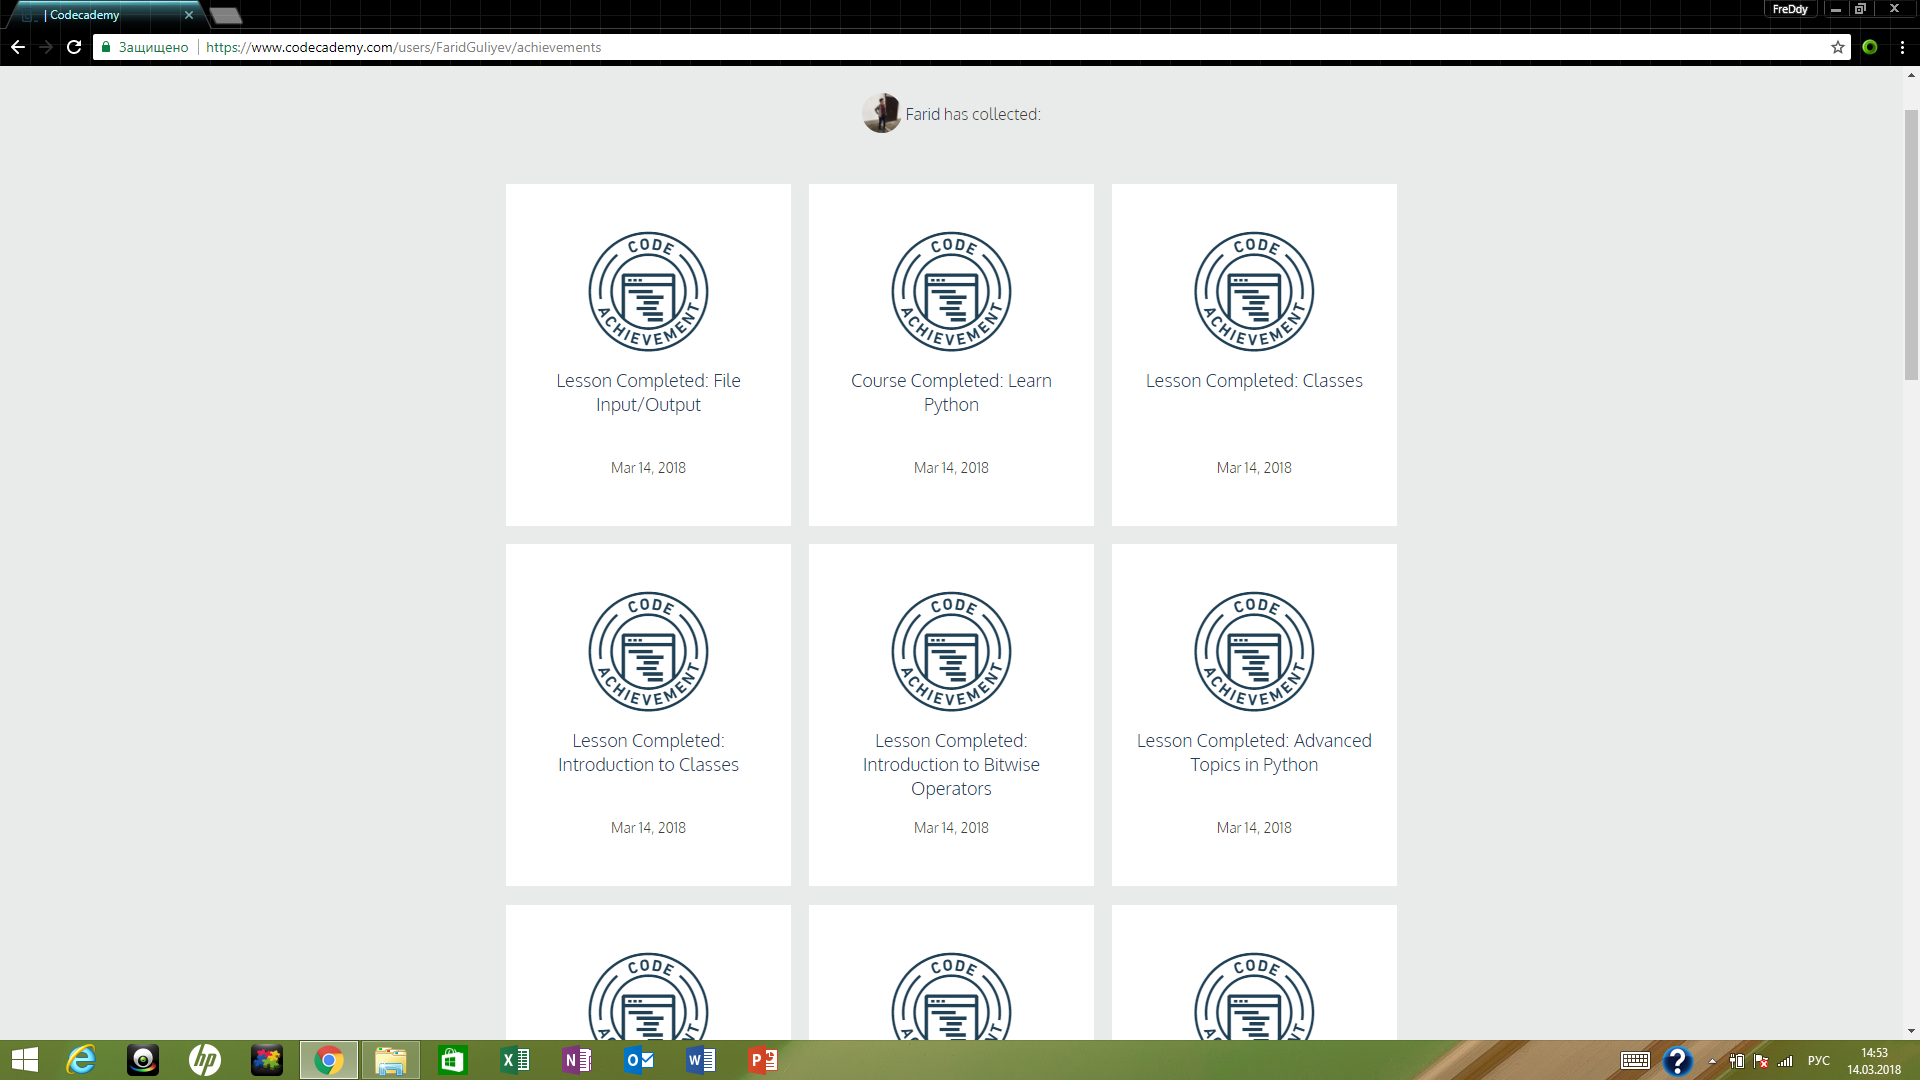 | Codecademy
FreDdy
Защищено
https://www.codecademy.com/users/FaridGuliyev/achievements
Farid has collected:
CODE ACHIEVEMENT
CODE ACHIEVEMENT
CODE ACHIEVEMENT
Lesson Completed: File
Input/Output
Mar 14, 2018
Course Completed: Learn
Python
Mar 14, 2018
Lesson Completed: Classes
Mar 14, 2018
CODE ACHIEVEMENT
CODE ACHIEVEMENT
CODE ACHIEVEMENT
Lesson Completed:
Introduction to Classes
Mar 14, 2018
Lesson Completed:
Introduction to Bitwise
Operators
Mar 14, 2018
Lesson Completed: Advanced
Topics in Python
Mar 14, 2018
CODE
CODE
CODE
РУС
14:53
14.03.2018